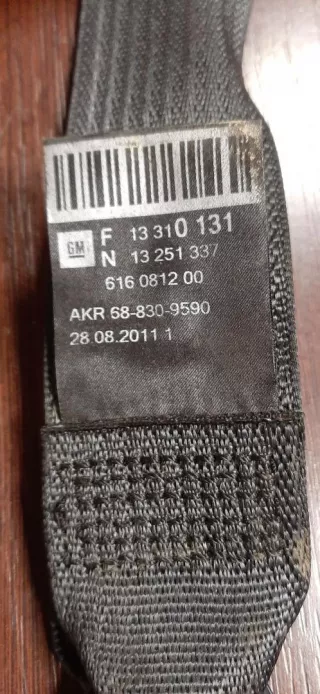 GM F 13 310 131
N 13 251 337
616 0812 00
AKR 68-830-9590
28.08.2011 1